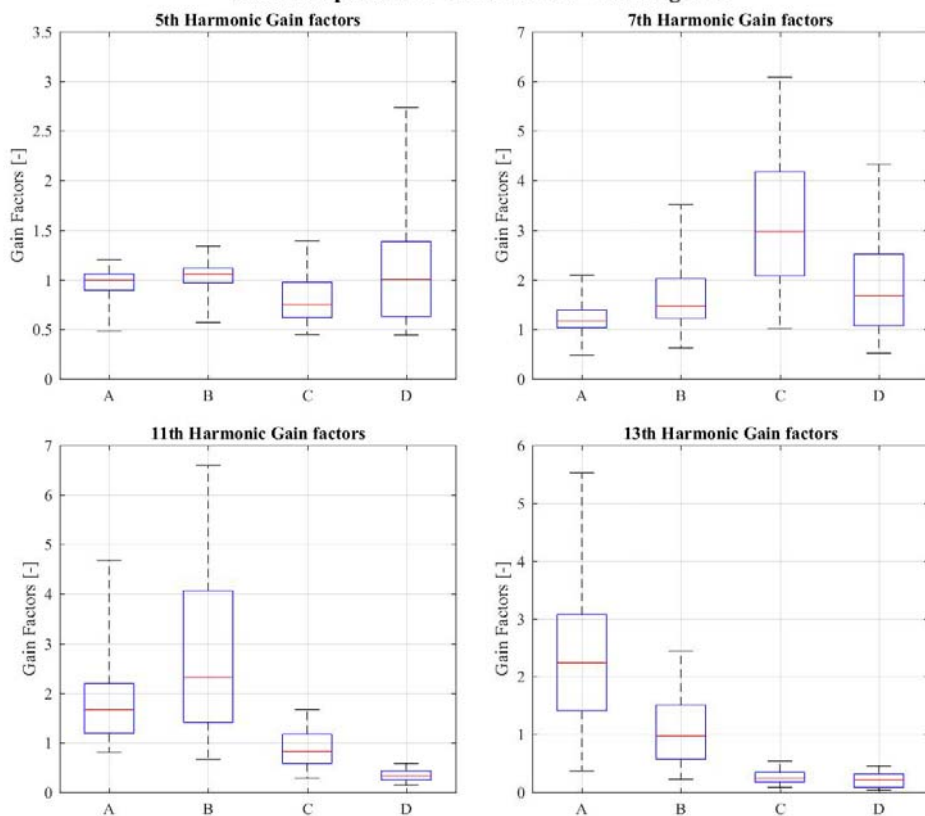 5th Harmonic Gain factors
3.5
3
2.5
2
1.5
1
0.5
0
Gain Factors [-]
A B C D
7th Harmonic Gain factors
7
6
5
4
3
2
1
0
Gain Factors [-]
A B C D
11th Harmonic Gain factors
7
6
5
4
3
2
1
0
Gain Factors [-]
A B C D
13th Harmonic Gain factors
6
5
4
3
2
1
0
Gain Factors [-]
A B C D